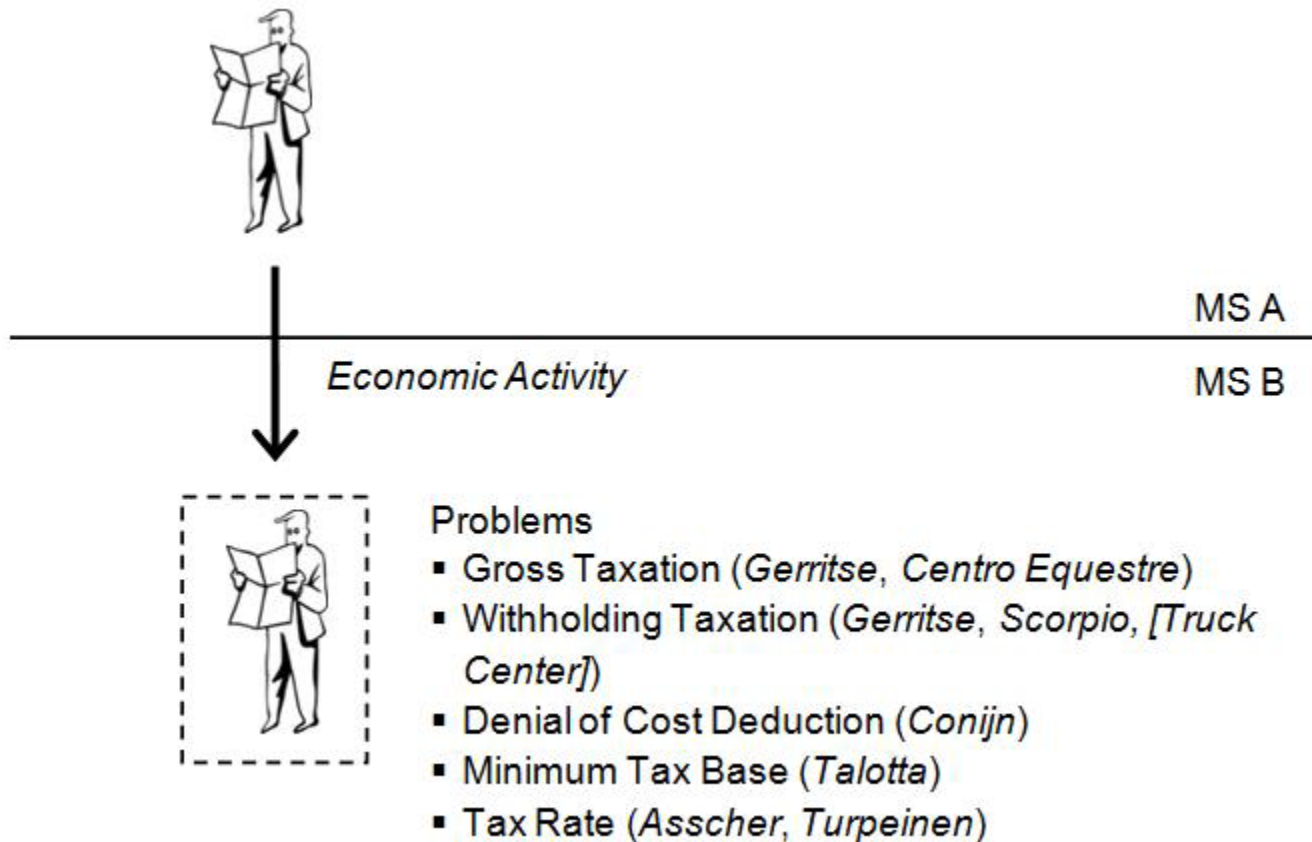 MS A
Economic Activity
MS B
Problems
▪ Gross Taxation (Gerritse, Centro Equestre)
▪ Withholding Taxation (Gerritse, Scorpio, [Truck
Center])
▪ Denial of Cost Deduction (Conijn)
▪ Minimum Tax Base (Talotta)
▪ Tax Rate (Asscher, Turpeinen)